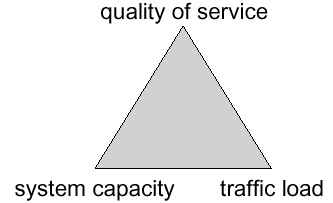 quality of service
system capacity
traffic load